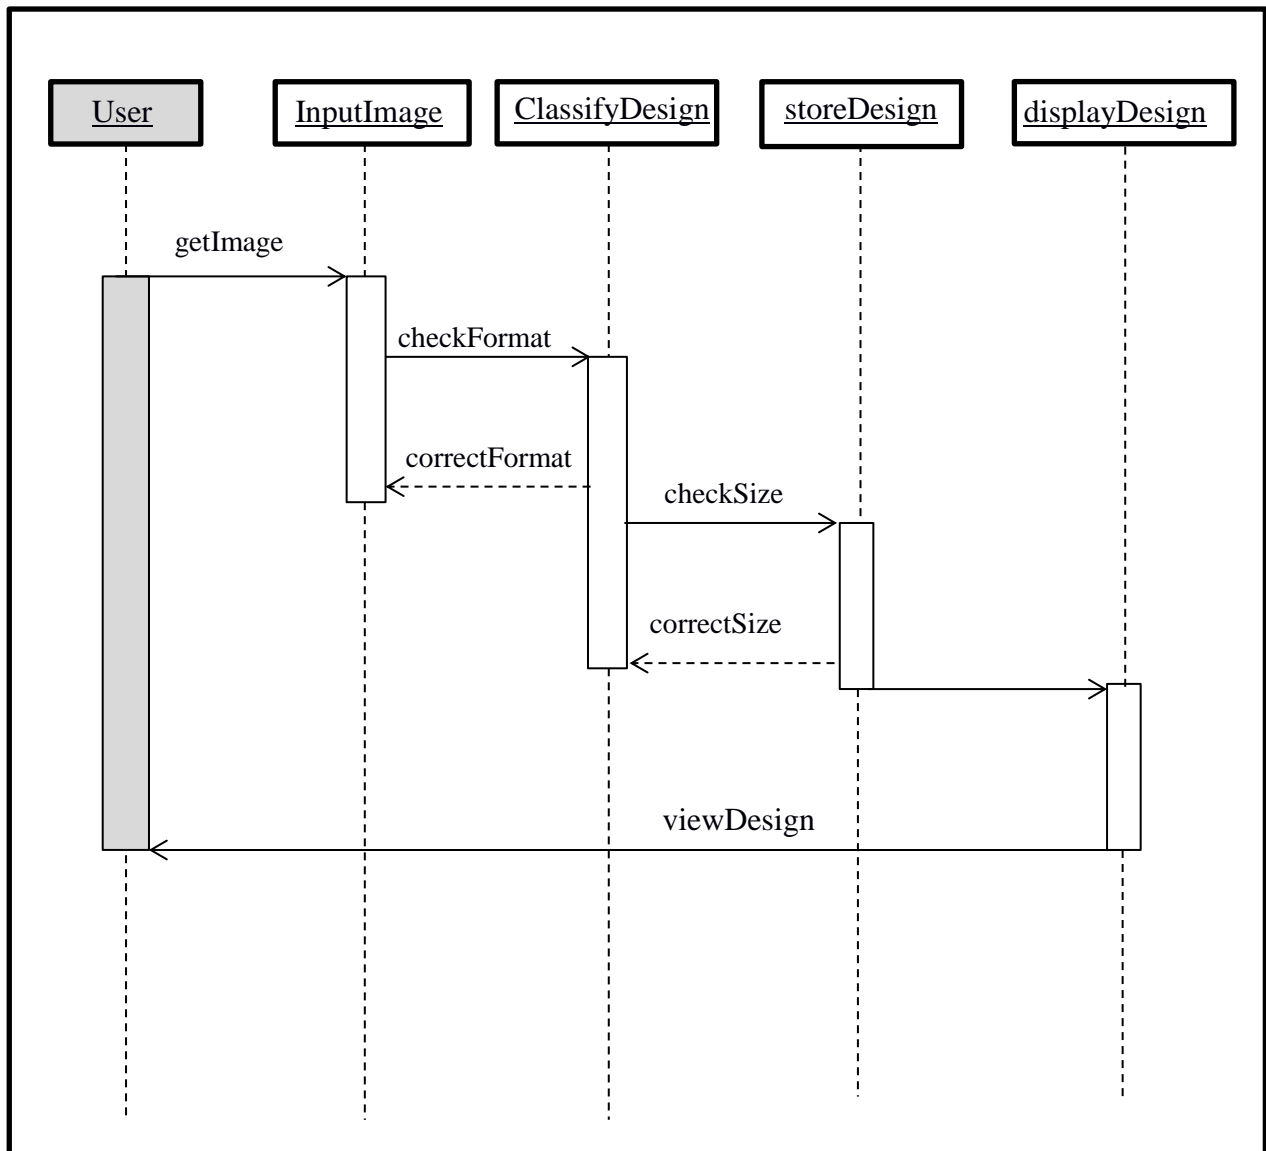 User
InputImage
ClassifyDesign
storeDesign
displayDesign
getImage
checkFormat
correctFormat
checkSize
correctSize
viewDesign